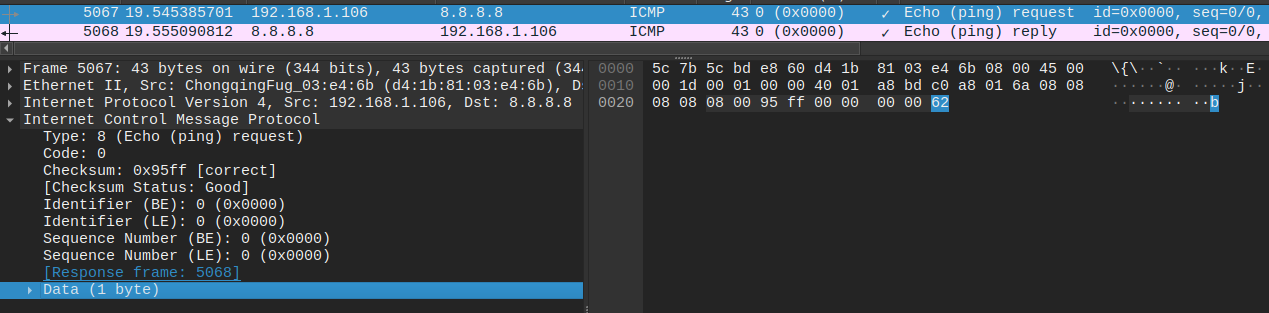 5067 19.545385701 192.168.1.106 8.8.8.8 ICMP 43 0 (0x0000) ✓ Echo (ping) request id=0x0000, seq=0/0,
5068 19.555090812 8.8.8.8 192.168.1.106 ICMP 43 0 (0x0000) ✓ Echo (ping) reply id=0x0000, seq=0/0,
Frame 5067: 43 bytes on wire (344 bits), 43 bytes captured (344
Ethernet II, Src: ChongqingFug_03:e4:6b (d4:1b:81:03:e4:6b), Ds
Internet Protocol Version 4, Src: 192.168.1.106, Dst: 8.8.8.8
Internet Control Message Protocol
Type: 8 (Echo (ping) request)
Code: 0
Checksum: 0x95ff [correct]
[Checksum Status: Good]
Identifier (BE): 0 (0x0000)
Identifier (LE): 0 (0x0000)
Sequence Number (BE): 0 (0x0000)
Sequence Number (LE): 0 (0x0000)
[Response frame: 5068]
Data (1 byte)
0000 5c 7b 5c bd e8 60 d4 1b 81 03 e4 6b 08 00 45 00 \{\··`·· ···k··E·
0010 00 1d 00 01 00 00 40 01 a8 bd c0 a8 01 6a 08 08 ······@· ·····j··
0020 08 08 08 00 95 ff 00 00 00 00 62 ········ ··b